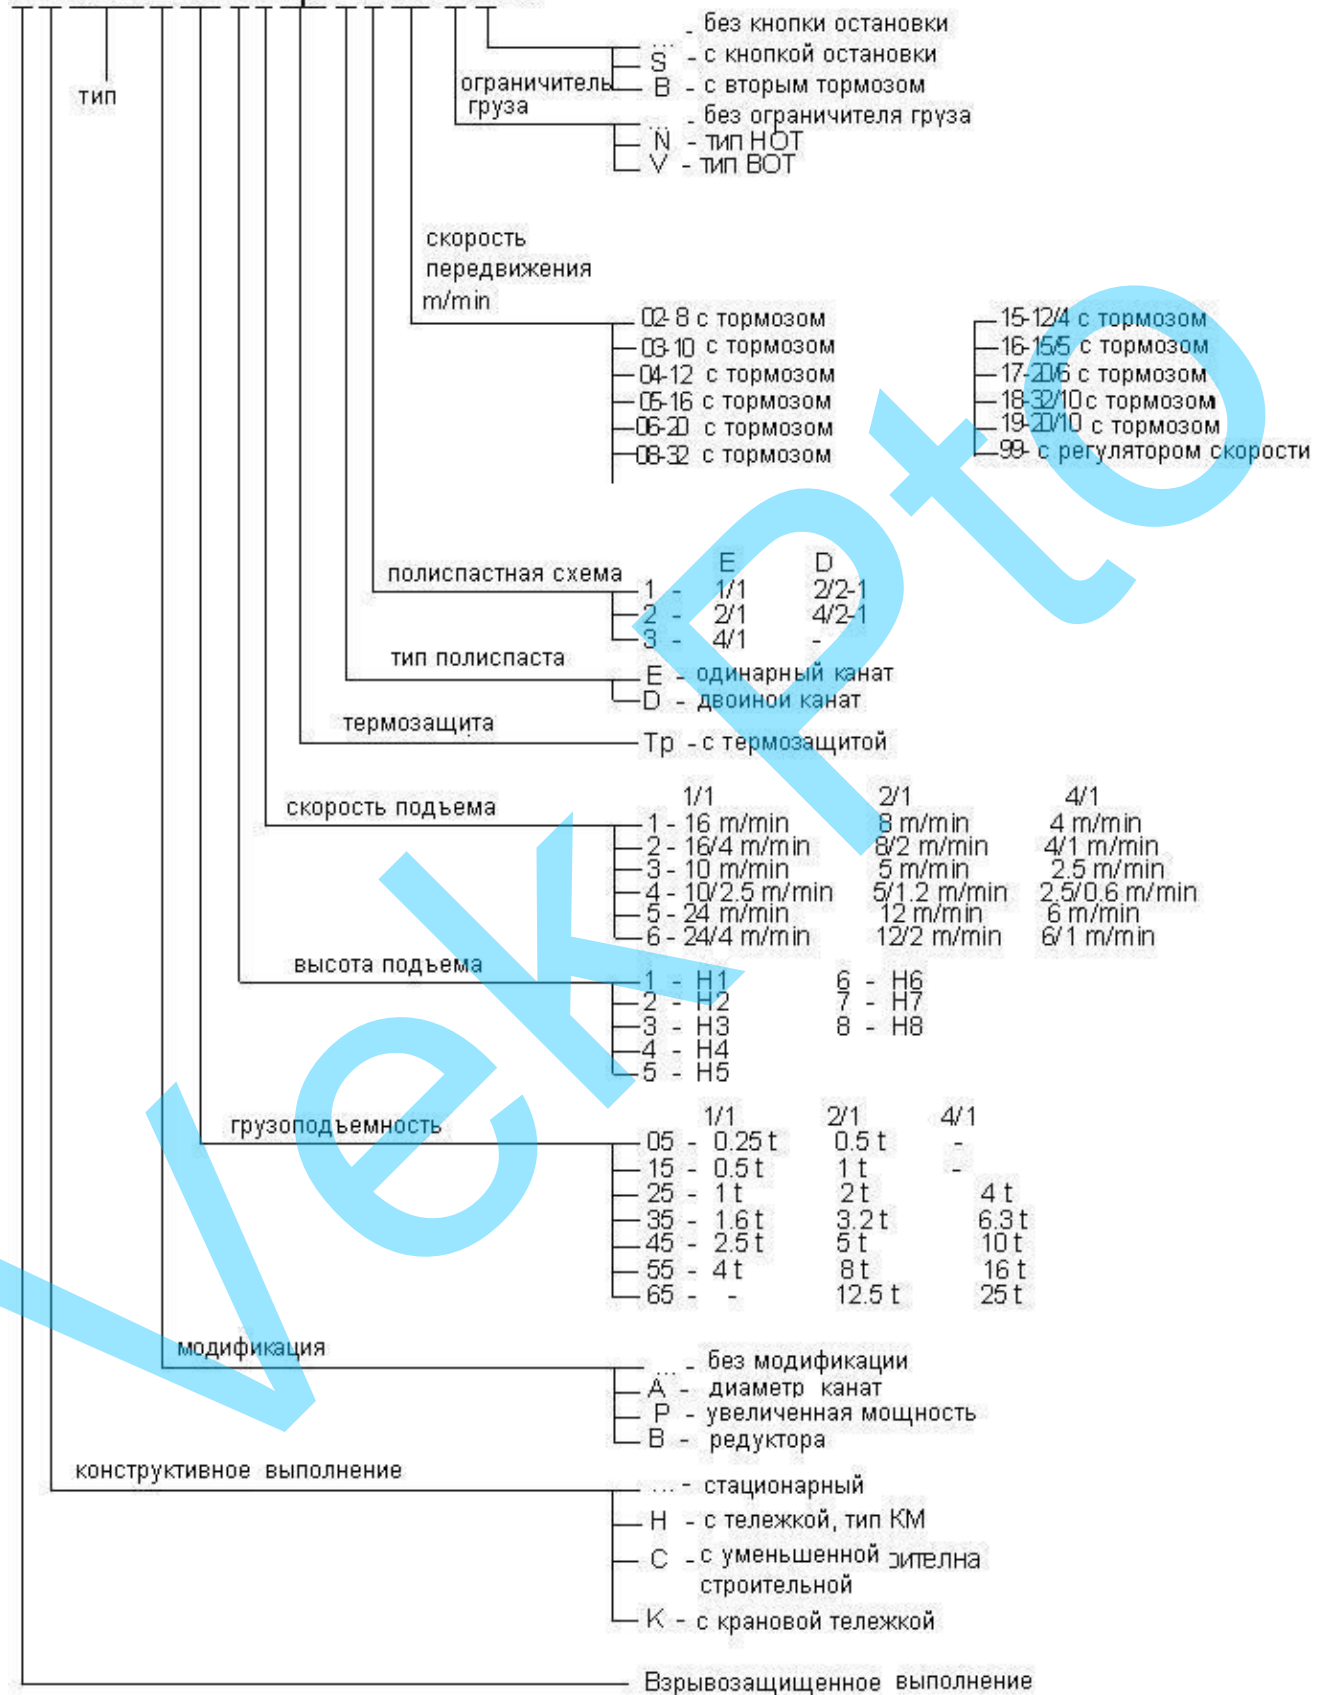 без кнопки остановки
... -
S - с кнопкой остановки
B - с вторым тормозом
тип
ограничитель
груза
... - без ограничителя груза
N - тип НОТ
V - тип ВОТ
скорость
передвижения
m/min
02-8 с тормозом 15-12/4 с тормозом
03-10 с тормозом 16-15/5 с тормозом
04-12 с тормозом 17-20/6 с тормозом
05-16 с тормозом 18-32/10 с тормозом
06-20 с тормозом 19-20/10 с тормозом
08-32 с тормозом 99- с регулятором скорости
E D
полиспастная схема
1 - 1/1 2/2-1
2 - 2/1 4/2-1
3 - 4/1 -
тип полиспаста
E - одинарный канат
D - двоиной канат
термозащита
Тр - с термозащитой
1/1 2/1 4/1
скорость подъема
1 - 16 m/min 8 m/min 4 m/min
2 - 16/4 m/min 8/2 m/min 4/1 m/min
3 - 10 m/min 5 m/min 2.5 m/min
4 - 10/2.5 m/min 5/1.2 m/min 2.5/0.6 m/min
5 - 24 m/min 12 m/min 6 m/min
6 - 24/4 m/min 12/2 m/min 6/1 m/min
высота подъема
1 - H1 6 - H6
2 - H2 7 - H7
3 - H3 8 - H8
4 - H4
5 - H5
1/1 2/1 4/1
грузоподъемность
05 - 0.25 t 0.5 t -
15 - 0.5 t 1 t -
25 - 1 t 2 t 4 t
35 - 1.6 t 3.2 t 6.3 t
45 - 2.5 t 5 t 10 t
55 - 4 t 8 t 16 t
65 - - 12.5 t 25 t
модификация
... - без модификации
A - диаметр канат
P - увеличенная мощность
B - редуктора
конструктивное выполнение
... - стационарный
H - с тележкой, тип КМ
C - с уменьшенной рителна
строительной
K - с крановой тележкой
Взрывозащищенное выполнение
Vek Pto